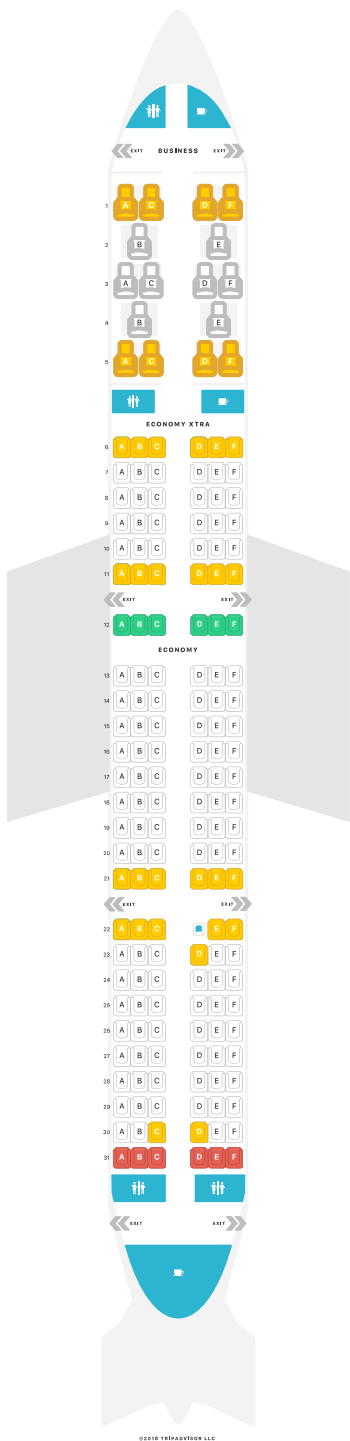 EXIT BUSINESS EXIT
1 A C D F
2 B E
3 A C D F
4 B E
5 A C D F
ECONOMY XTRA
6 A B C D E F
7 A B C D E F
8 A B C D E F
9 A B C D E F
10 A B C D E F
11 A B C D E F
EXIT EXIT
12 A B C D E F
ECONOMY
13 A B C D E F
14 A B C D E F
15 A B C D E F
16 A B C D E F
17 A B C D E F
18 A B C D E F
19 A B C D E F
20 A B C D E F
21 A B C D E F
EXIT EXIT
22 A B C E F
23 A B C D E F
24 A B C D E F
25 A B C D E F
26 A B C D E F
27 A B C D E F
28 A B C D E F
29 A B C D E F
30 A B C D E F
31 A B C D E F
EXIT EXIT
©2018 TRIPADVISOR LLC